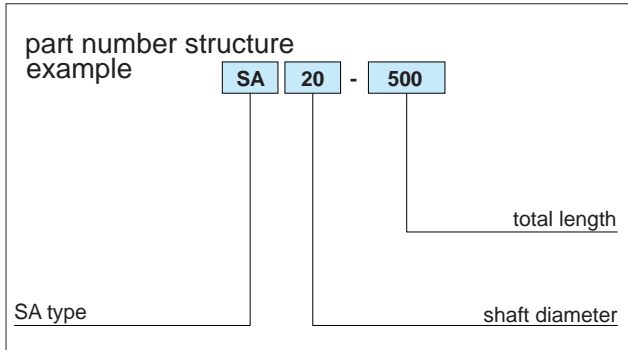 part number structure
example
SA 20 - 500
total length
SA type
shaft diameter